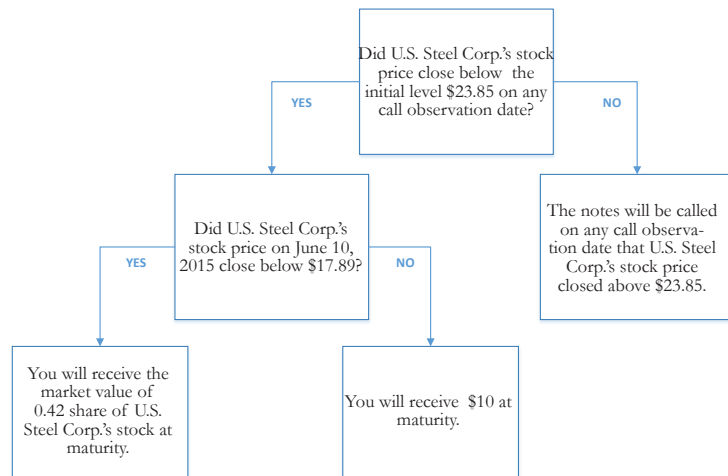 Did U.S. Steel Corp.'s stock
price close below the
initial level $23.85 on any
call observation date?
YES
NO
Did U.S. Steel Corp.'s
stock price on June 10,
2015 close below $17.89?
The notes will be called
on any call observa-
tion date that U.S. Steel
Corp.'s stock price
closed above $23.85.
YES
NO
You will receive the
market value of
0.42 share of U.S.
Steel Corp.'s stock at
maturity.
You will receive $10 at
maturity.